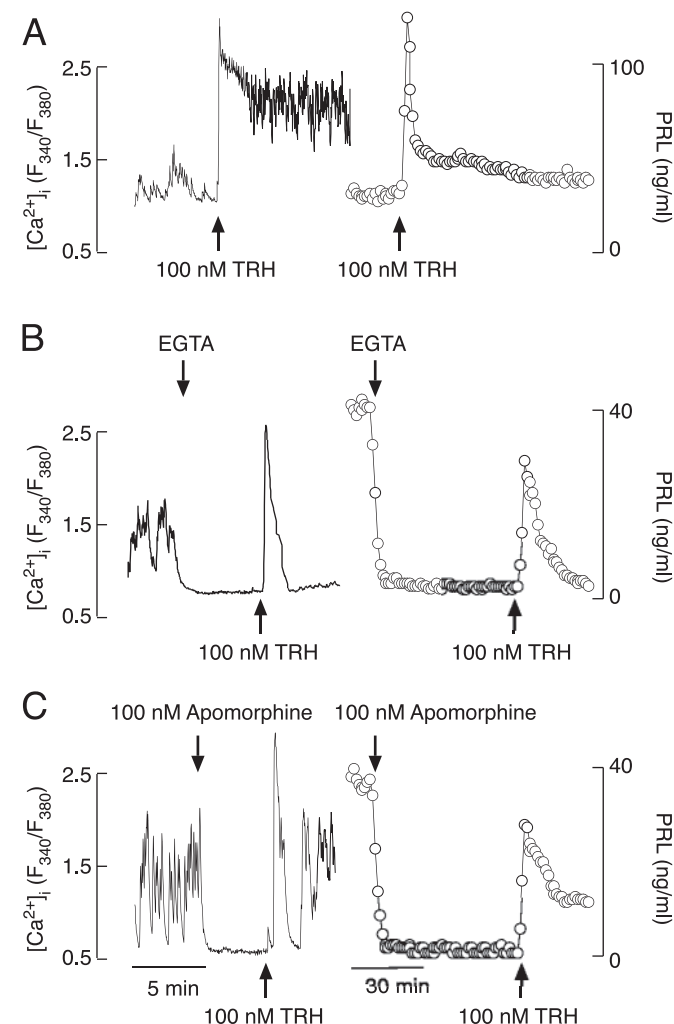 A
2.5
1.5
0.5
[Ca²⁺]ᵢ (F₃₄₀/F₃₈₀)
100 nM TRH
100 nM TRH
100
0
PRL (ng/ml)
B
EGTA
EGTA
2.5
1.5
0.5
[Ca²⁺]ᵢ (F₃₄₀/F₃₈₀)
100 nM TRH
100 nM TRH
40
0
PRL (ng/ml)
C
100 nM Apomorphine
100 nM Apomorphine
2.5
1.5
0.5
[Ca²⁺]ᵢ (F₃₄₀/F₃₈₀)
40
0
PRL (ng/ml)
5 min
30 min
100 nM TRH
100 nM TRH